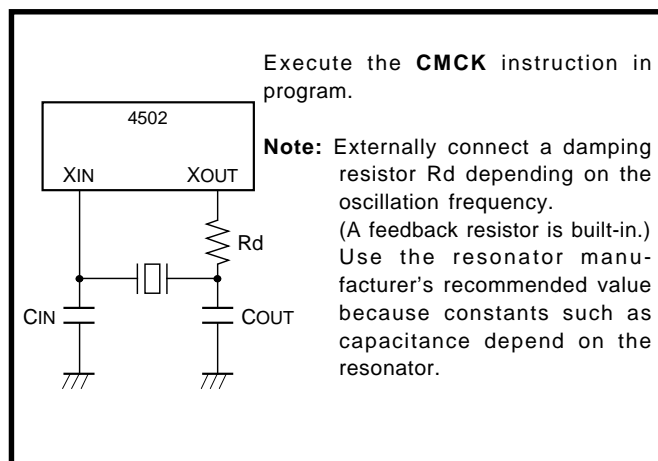 4502
XIN XOUT
Rd
CIN COUT
Execute the CMCK instruction in
program.
Note: Externally connect a damping
resistor Rd depending on the
oscillation frequency.
(A feedback resistor is built-in.)
Use the resonator manu-
facturer's recommended value
because constants such as
capacitance depend on the
resonator.